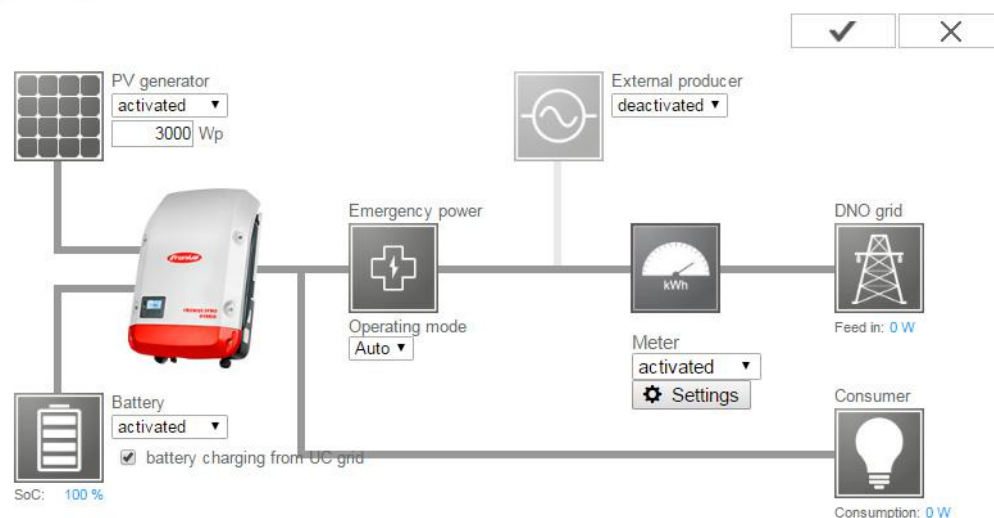 PV generator
activated
3000 Wp
External producer
deactivated
Emergency power
DNO grid
Fronius
kWh
Operating mode
Auto
Feed in: 0 W
Meter
activated
Settings
Battery
activated
battery charging from UC grid
Consumer
SoC: 100 %
Consumption: 0 W